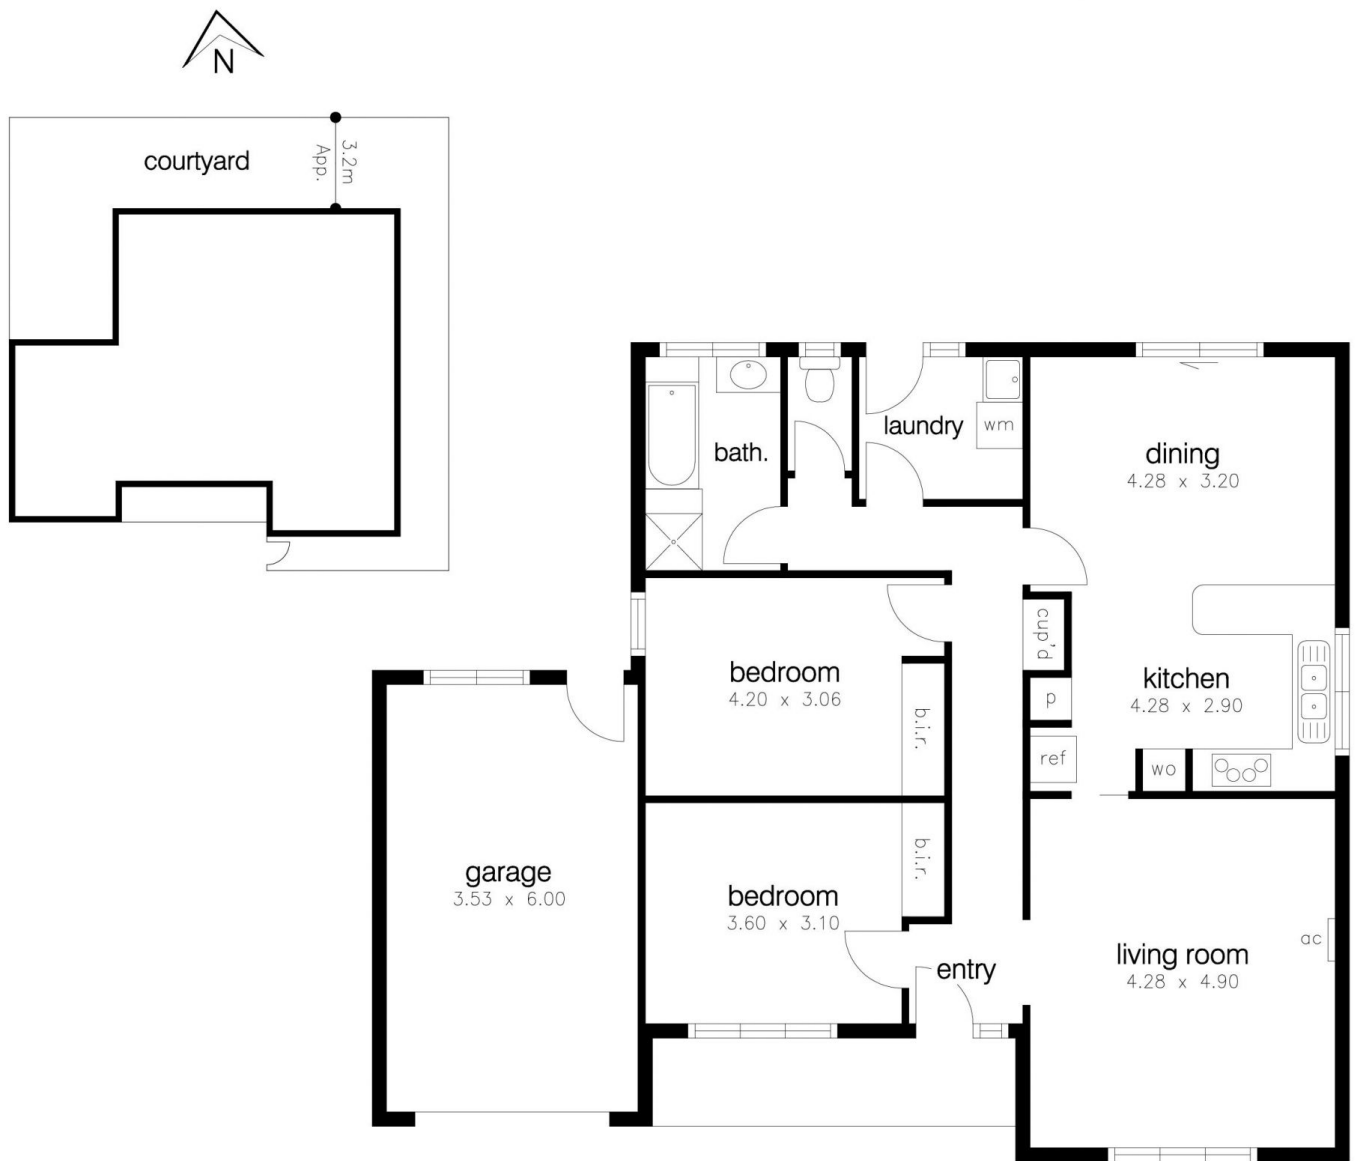 N
courtyard
3.2m
App.
bath.
laundry
wm
dining
4.28 x 3.20
cup'd
kitchen
4.28 x 2.90
p
ref
wo
bedroom
4.20 x 3.06
b.i.r.
garage
3.53 x 6.00
bedroom
3.60 x 3.10
b.i.r.
entry
living room
4.28 x 4.90
ac